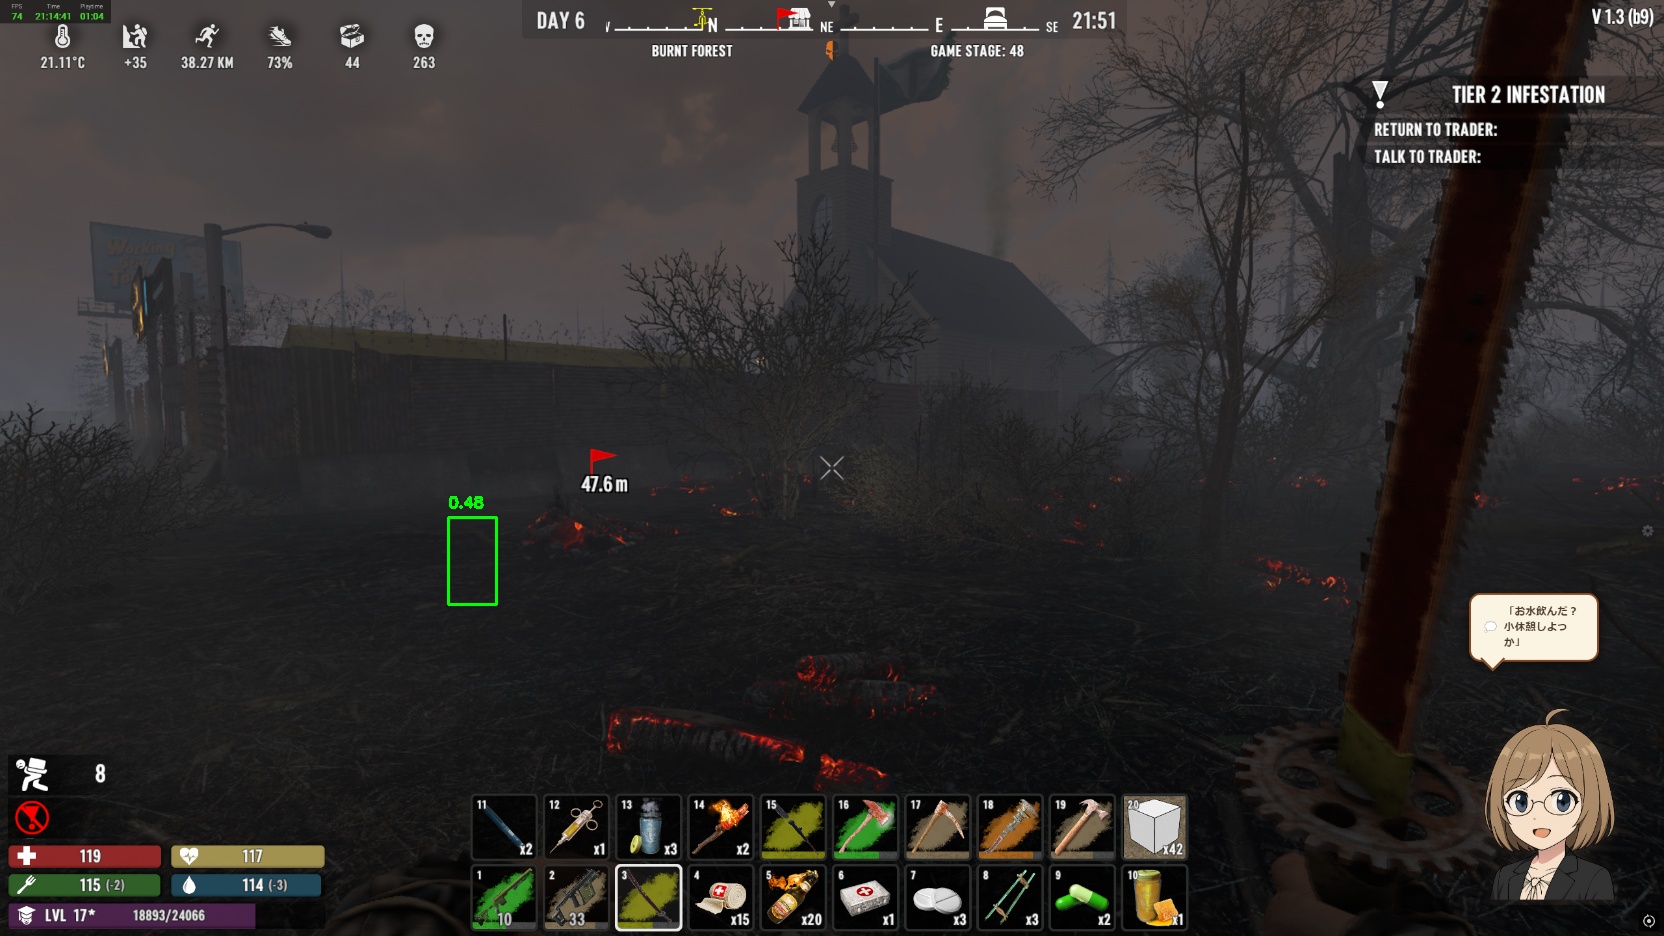 FPS Time Playtime
74 21:14:41 01:04
DAY 6
N
NE
E
SE
21:51
V 1.3 (b9)
BURNT FOREST
GAME STAGE: 48
21.11°C
+35
38.27 KM
73%
44
263
TIER 2 INFESTATION
RETURN TO TRADER:
TALK TO TRADER:
Working
47.6 m
0.48
「お水飲んだ？
小休憩しよっ
か」
8
11 x2
12 x1
13 x3
14 x2
15
16
17
18
19
20 x42
119
117
115 (-2)
114 (-3)
LVL 17*
18893/24066
1 10
2 33
3
4 x15
5 x20
6 x1
7 x3
8 x3
9 x2
10 x1